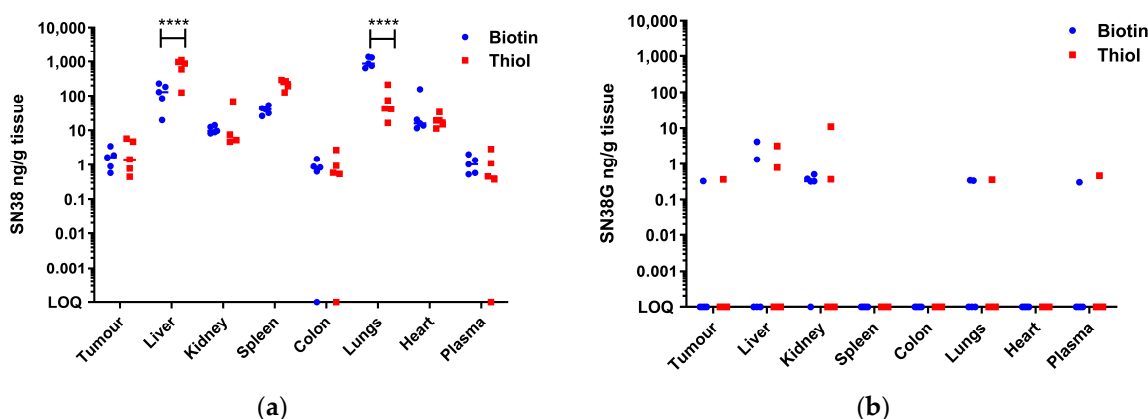 ****
****
10,000
1,000
100
10
1
0.1
0.01
0.001
LOQ
SN38 ng/g tissue
Biotin
Thiol
Tumour
Liver
Kidney
Spleen
Colon
Lungs
Heart
Plasma
(a)
10,000
1,000
100
10
1
0.1
0.01
0.001
LOQ
SN38G ng/g tissue
Biotin
Thiol
Tumour
Liver
Kidney
Spleen
Colon
Lungs
Heart
Plasma
(b)